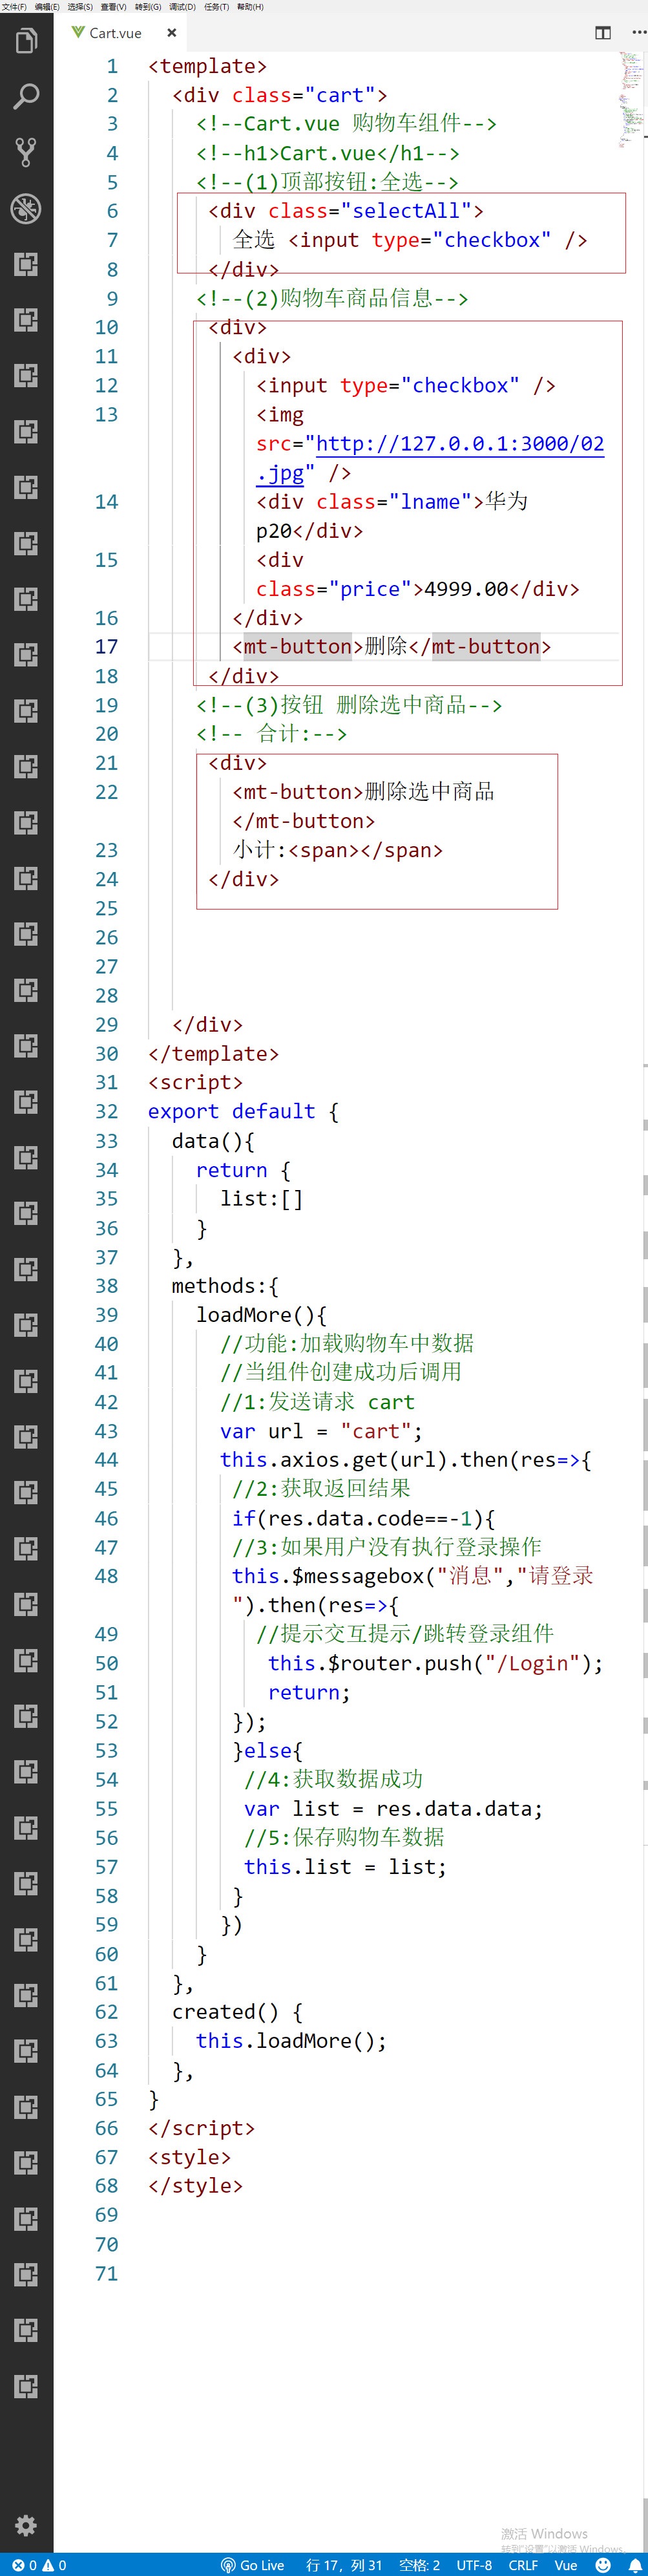 文件(F) 编辑(E) 选择(S) 查看(V) 转到(G) 调试(D) 任务(T) 帮助(H)
Cart.vue
1 <template>
2 <div class="cart">
3 <!--Cart.vue 购物车组件-->
4 <!--h1>Cart.vue</h1-->
5 <!--(1)顶部按钮:全选-->
6 <div class="selectAll">
7 全选 <input type="checkbox" />
8 </div>
9 <!--(2)购物车商品信息-->
10 <div>
11 <div>
12 <input type="checkbox" />
13 <img
src="http://127.0.0.1:3000/02
.jpg" />
14 <div class="lname">华为
p20</div>
15 <div
class="price">4999.00</div>
16 </div>
17 <mt-button>删除</mt-button>
18 </div>
19 <!--(3)按钮 删除选中商品-->
20 <!-- 合计:-->
21 <div>
22 <mt-button>删除选中商品
</mt-button>
23 小计:<span></span>
24 </div>
25
26
27
28
29 </div>
30 </template>
31 <script>
32 export default {
33 data(){
34 return {
35 list:[]
36 }
37 },
38 methods:{
39 loadMore(){
40 //功能:加载购物车中数据
41 //当组件创建成功后调用
42 //1:发送请求 cart
43 var url = "cart";
44 this.axios.get(url).then(res=>{
45 //2:获取返回结果
46 if(res.data.code==-1){
47 //3:如果用户没有执行登录操作
48 this.$messagebox("消息","请登录
").then(res=>{
49 //提示交互提示/跳转登录组件
50 this.$router.push("/Login");
51 return;
52 });
53 }else{
54 //4:获取数据成功
55 var list = res.data.data;
56 //5:保存购物车数据
57 this.list = list;
58 }
59 })
60 }
61 },
62 created() {
63 this.loadMore();
64 },
65 }
66 </script>
67 <style>
68 </style>
69
70
71
激活 Windows
转到"设置"以激活 Windows。
0 0 Go Live 行 17，列 31 空格: 2 UTF-8 CRLF Vue